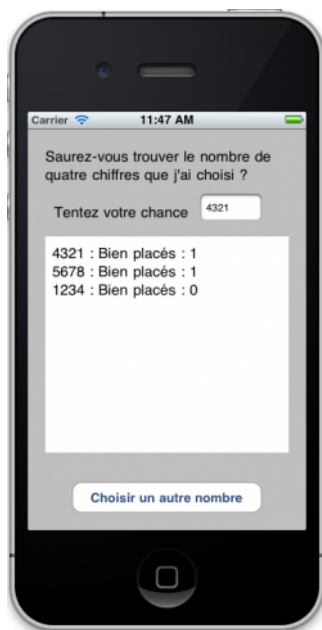 Carrier 11:47 AM
Saurez-vous trouver le nombre de
quatre chiffres que j'ai choisi ?
Tentez votre chance 4321
4321 : Bien placés : 1
5678 : Bien placés : 1
1234 : Bien placés : 0
Choisir un autre nombre